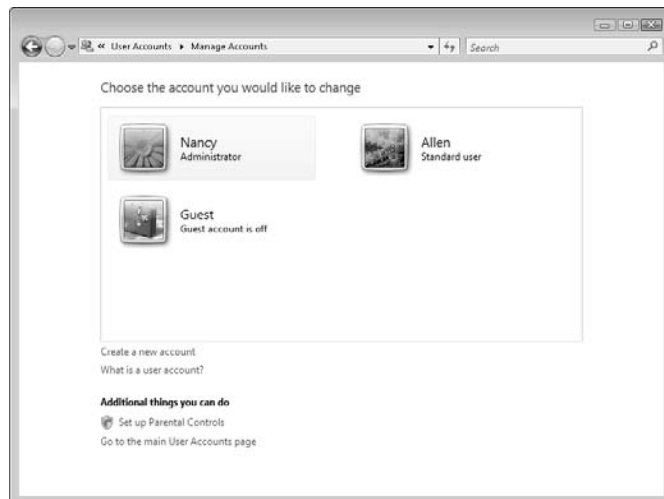 « User Accounts ▸ Manage Accounts
Search
Choose the account you would like to change
Nancy
Administrator
Allen
Standard user
Guest
Guest account is off
Create a new account
What is a user account?
Additional things you can do
Set up Parental Controls
Go to the main User Accounts page